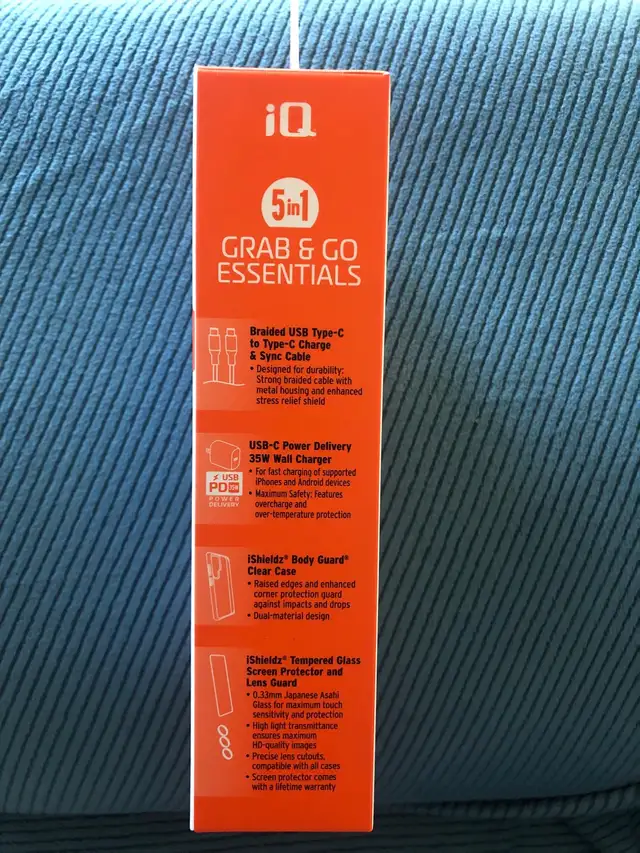 iQ
5in1
GRAB & GO
ESSENTIALS
Braided USB Type-C
to Type-C Charge
& Sync Cable
• Designed for durability:
Strong braided cable with
metal housing and enhanced
stress relief shield
USB-C Power Delivery
35W Wall Charger
• For fast charging of supported
iPhones and Android devices
• Maximum Safety: Features
overcharge and
over-temperature protection
USB
PD 35W
POWER
DELIVERY
iShieldz® Body Guard®
Clear Case
• Raised edges and enhanced
corner protection guard
against impacts and drops
• Dual-material design
iShieldz® Tempered Glass
Screen Protector and
Lens Guard
• 0.33mm Japanese Asahi
Glass for maximum touch
sensitivity and protection
• High light transmittance
ensures maximum
HD-quality images
• Precise lens cutouts,
compatible with all cases
• Screen protector comes
with a lifetime warranty